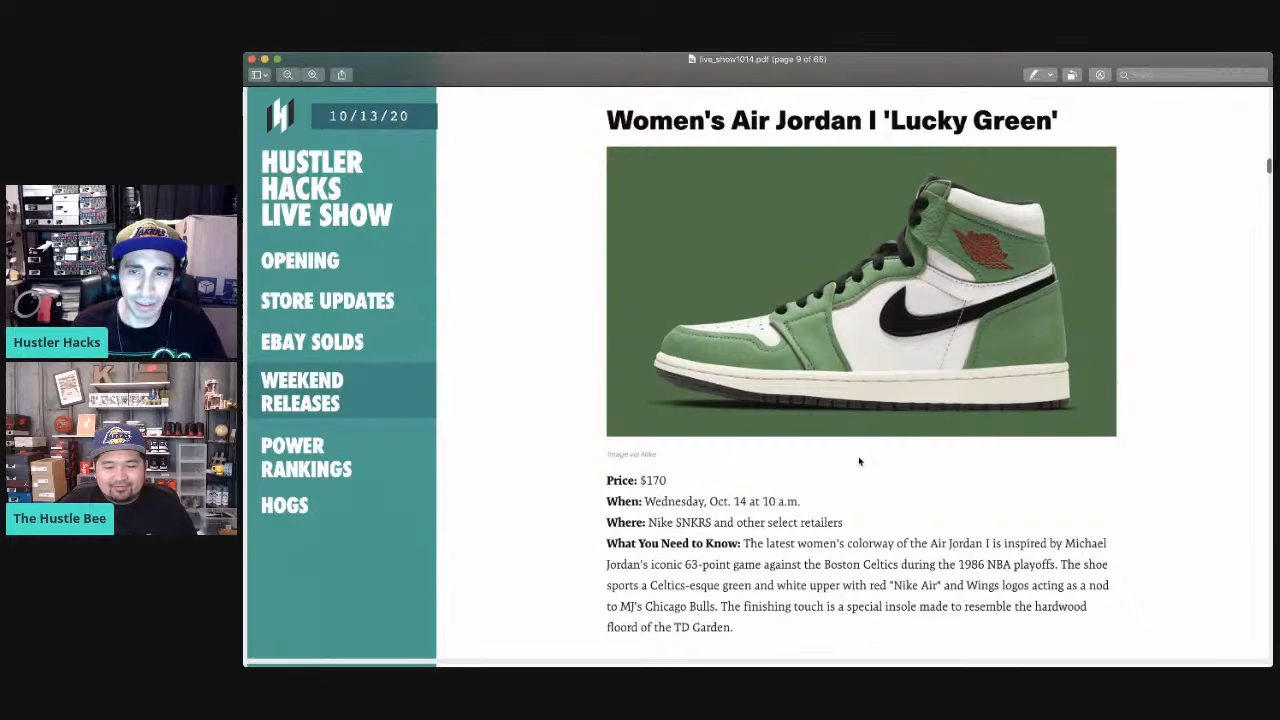 live_show1014.pdf (page 9 of 65)
Search
10/13/20
HUSTLER
HACKS
LIVE SHOW
OPENING
STORE UPDATES
EBAY SOLDS
WEEKEND
RELEASES
POWER
RANKINGS
HOGS
Hustler Hacks
The Hustle Bee
Women's Air Jordan I 'Lucky Green'
Image via Nike
Price: $170
When: Wednesday, Oct. 14 at 10 a.m.
Where: Nike SNKRS and other select retailers
What You Need to Know: The latest women's colorway of the Air Jordan I is inspired by Michael
Jordan's iconic 63-point game against the Boston Celtics during the 1986 NBA playoffs. The shoe
sports a Celtics-esque green and white upper with red "Nike Air" and Wings logos acting as a nod
to MJ's Chicago Bulls. The finishing touch is a special insole made to resemble the hardwood
floord of the TD Garden.